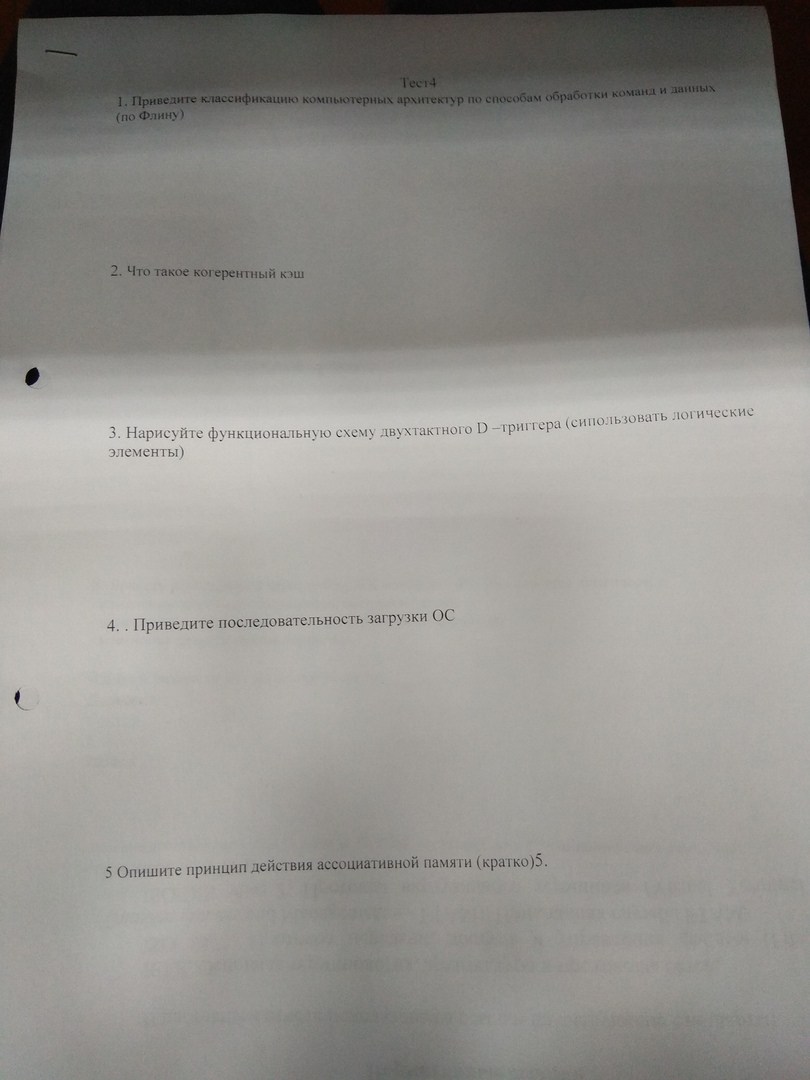 Тест4
1. Приведите классификацию компьютерных архитектур по способам обработки команд и данных
(по Флину)
2. Что такое когерентный кэш
3. Нарисуйте функциональную схему двухтактного D –триггера (сипользовать логические
элементы)
4. . Приведите последовательность загрузки ОС
5 Опишите принцип действия ассоциативной памяти (кратко)5.